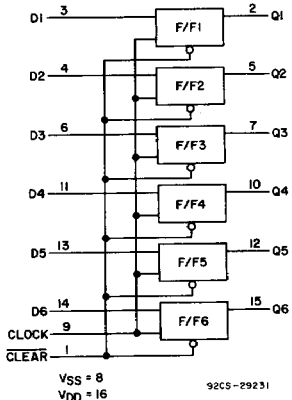 D1 3 F/F1 2 Q1
D2 4 F/F2 5 Q2
D3 6 F/F3 7 Q3
D4 11 F/F4 10 Q4
D5 13 F/F5 12 Q5
D6 14 F/F6 15 Q6
CLOCK 9
CLEAR 1
VSS = 8
VDD = 16
92CS-29231